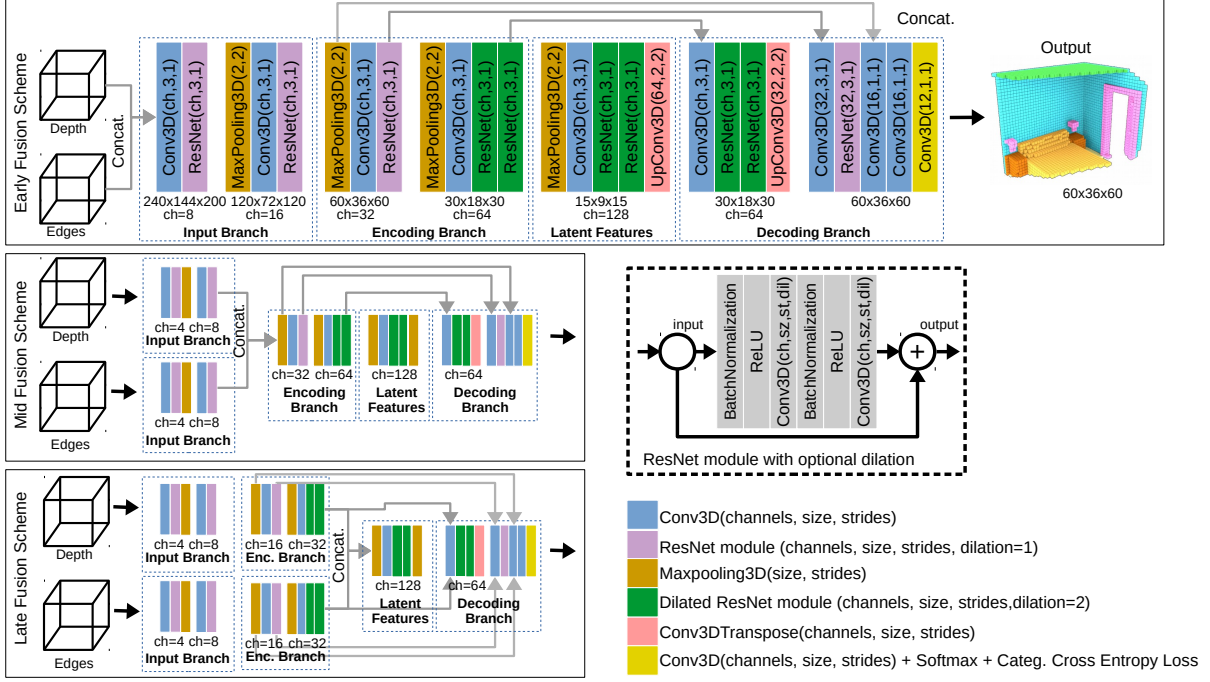 Early Fusion Scheme
Depth
Edges
Concat.
Conv3D(ch,3,1)
ResNet(ch,3,1)
MaxPooling3D(2,2)
Conv3D(ch,3,1)
ResNet(ch,3,1)
240x144x200
ch=8
120x72x120
ch=16
Input Branch
MaxPooling3D(2,2)
Conv3D(ch,3,1)
ResNet(ch,3,1)
MaxPooling3D(2,2)
Conv3D(ch,3,1)
ResNet(ch,3,1)
ResNet(ch,3,1)
60x36x60
ch=32
30x18x30
ch=64
Encoding Branch
MaxPooling3D(2,2)
Conv3D(ch,3,1)
ResNet(ch,3,1)
ResNet(ch,3,1)
UpConv3D(64,2,2)
15x9x15
ch=128
Latent Features
Conv3D(ch,3,1)
ResNet(ch,3,1)
ResNet(ch,3,1)
UpConv3D(32,2,2)
Conv3D(32,3,1)
ResNet(32,3,1)
Conv3D(16,1,1)
Conv3D(16,1,1)
Conv3D(12,1,1)
30x18x30
ch=64
60x36x60
Decoding Branch
Concat.
Output
60x36x60
Mid Fusion Scheme
Depth
Edges
ch=4 ch=8
Input Branch
ch=4 ch=8
Input Branch
Concat.
ch=32 ch=64
Encoding
Branch
ch=128
Latent
Features
ch=64
Decoding
Branch
input
BatchNormalization
ReLU
Conv3D(ch,sz,st,dil)
BatchNormalization
ReLU
Conv3D(ch,sz,st,dil)
output
+
ResNet module with optional dilation
Late Fusion Scheme
Depth
Edges
ch=4 ch=8
Input Branch
ch=16 ch=32
Enc. Branch
ch=4 ch=8
Input Branch
ch=16 ch=32
Enc. Branch
Concat.
ch=128
Latent
Features
ch=64
Decoding
Branch
Conv3D(channels, size, strides)
ResNet module (channels, size, strides, dilation=1)
Maxpooling3D(size, strides)
Dilated ResNet module (channels, size, strides,dilation=2)
Conv3DTranspose(channels, size, strides)
Conv3D(channels, size, strides) + Softmax + Categ. Cross Entropy Loss